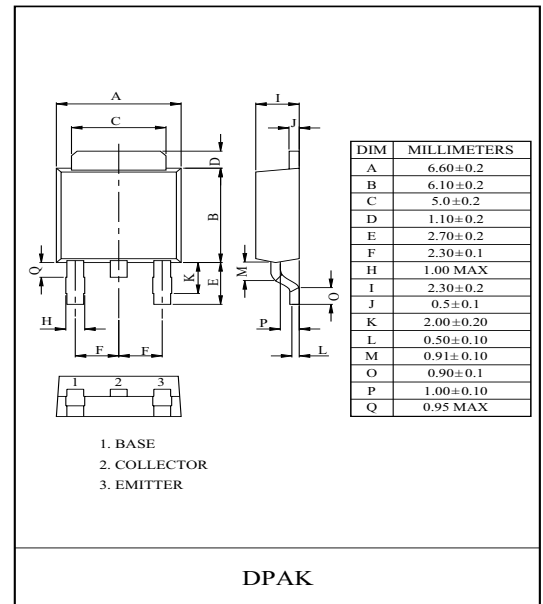 A
C
D
B
Q
K
E
H
F F
1 2 3
I
J
M
O
P
L
DIM MILLIMETERS
A 6.60±0.2
B 6.10±0.2
C 5.0±0.2
D 1.10±0.2
E 2.70±0.2
F 2.30±0.1
H 1.00 MAX
I 2.30±0.2
J 0.5±0.1
K 2.00±0.20
L 0.50±0.10
M 0.91±0.10
O 0.90±0.1
P 1.00±0.10
Q 0.95 MAX
1. BASE
2. COLLECTOR
3. EMITTER
DPAK